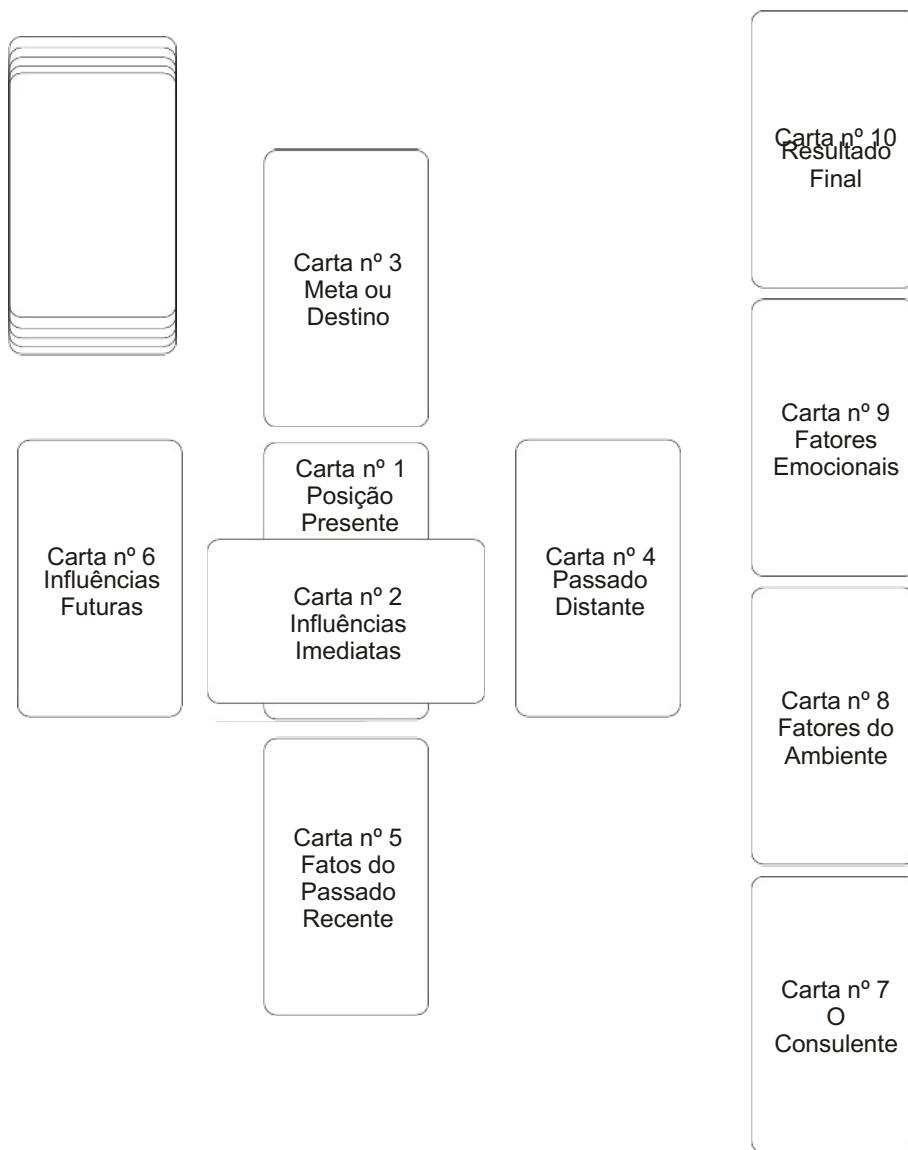 Carta nº 10
Resultado
Final
Carta nº 3
Meta ou
Destino
Carta nº 9
Fatores
Emocionais
Carta nº 1
Posição
Presente
Carta nº 6
Influências
Futuras
Carta nº 2
Influências
Imediatas
Carta nº 4
Passado
Distante
Carta nº 8
Fatores do
Ambiente
Carta nº 5
Fatos do
Passado
Recente
Carta nº 7
O
Consulente